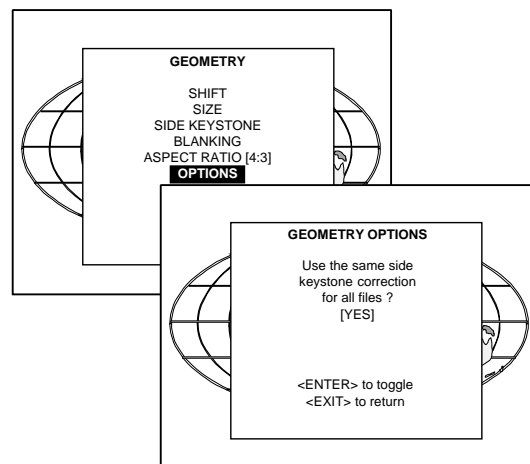 GEOMETRY
SHIFT
SIZE
SIDE KEYSTONE
BLANKING
ASPECT RATIO [4:3]
OPTIONS
GEOMETRY OPTIONS
Use the same side
keystone correction
for all files ?
[YES]
<ENTER> to toggle
<EXIT> to return